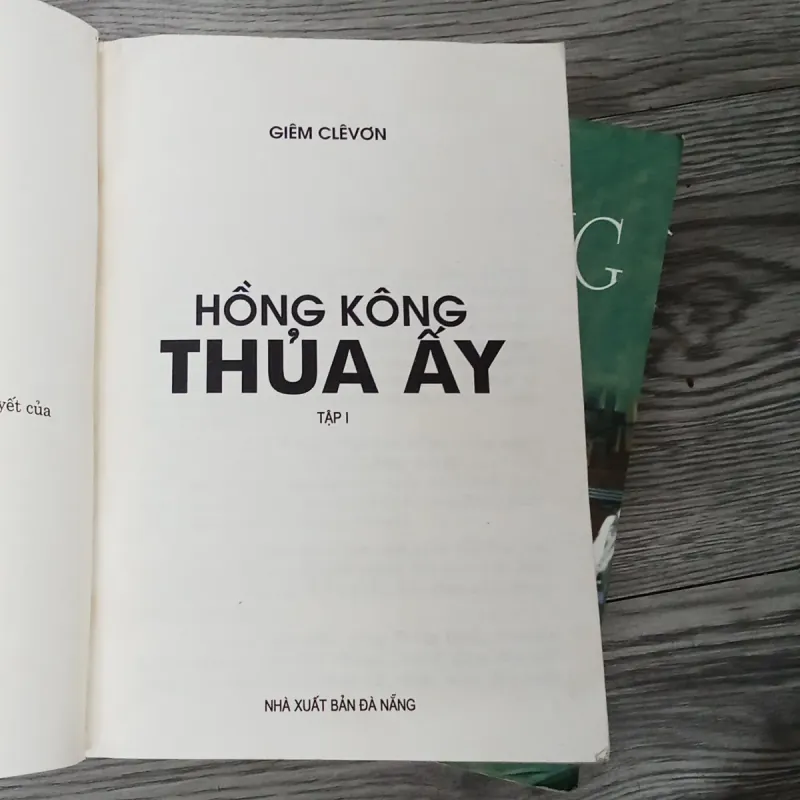 yết của
GIÊM CLÊVƠN
HỒNG KÔNG
THỦA ẤY
TẬP I
NHÀ XUẤT BẢN ĐÀ NẴNG
G